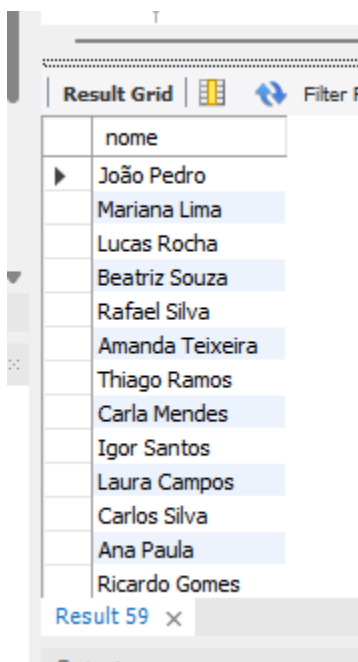 Result Grid Filter
nome
João Pedro
Mariana Lima
Lucas Rocha
Beatriz Souza
Rafael Silva
Amanda Teixeira
Thiago Ramos
Carla Mendes
Igor Santos
Laura Campos
Carlos Silva
Ana Paula
Ricardo Gomes
Result 59